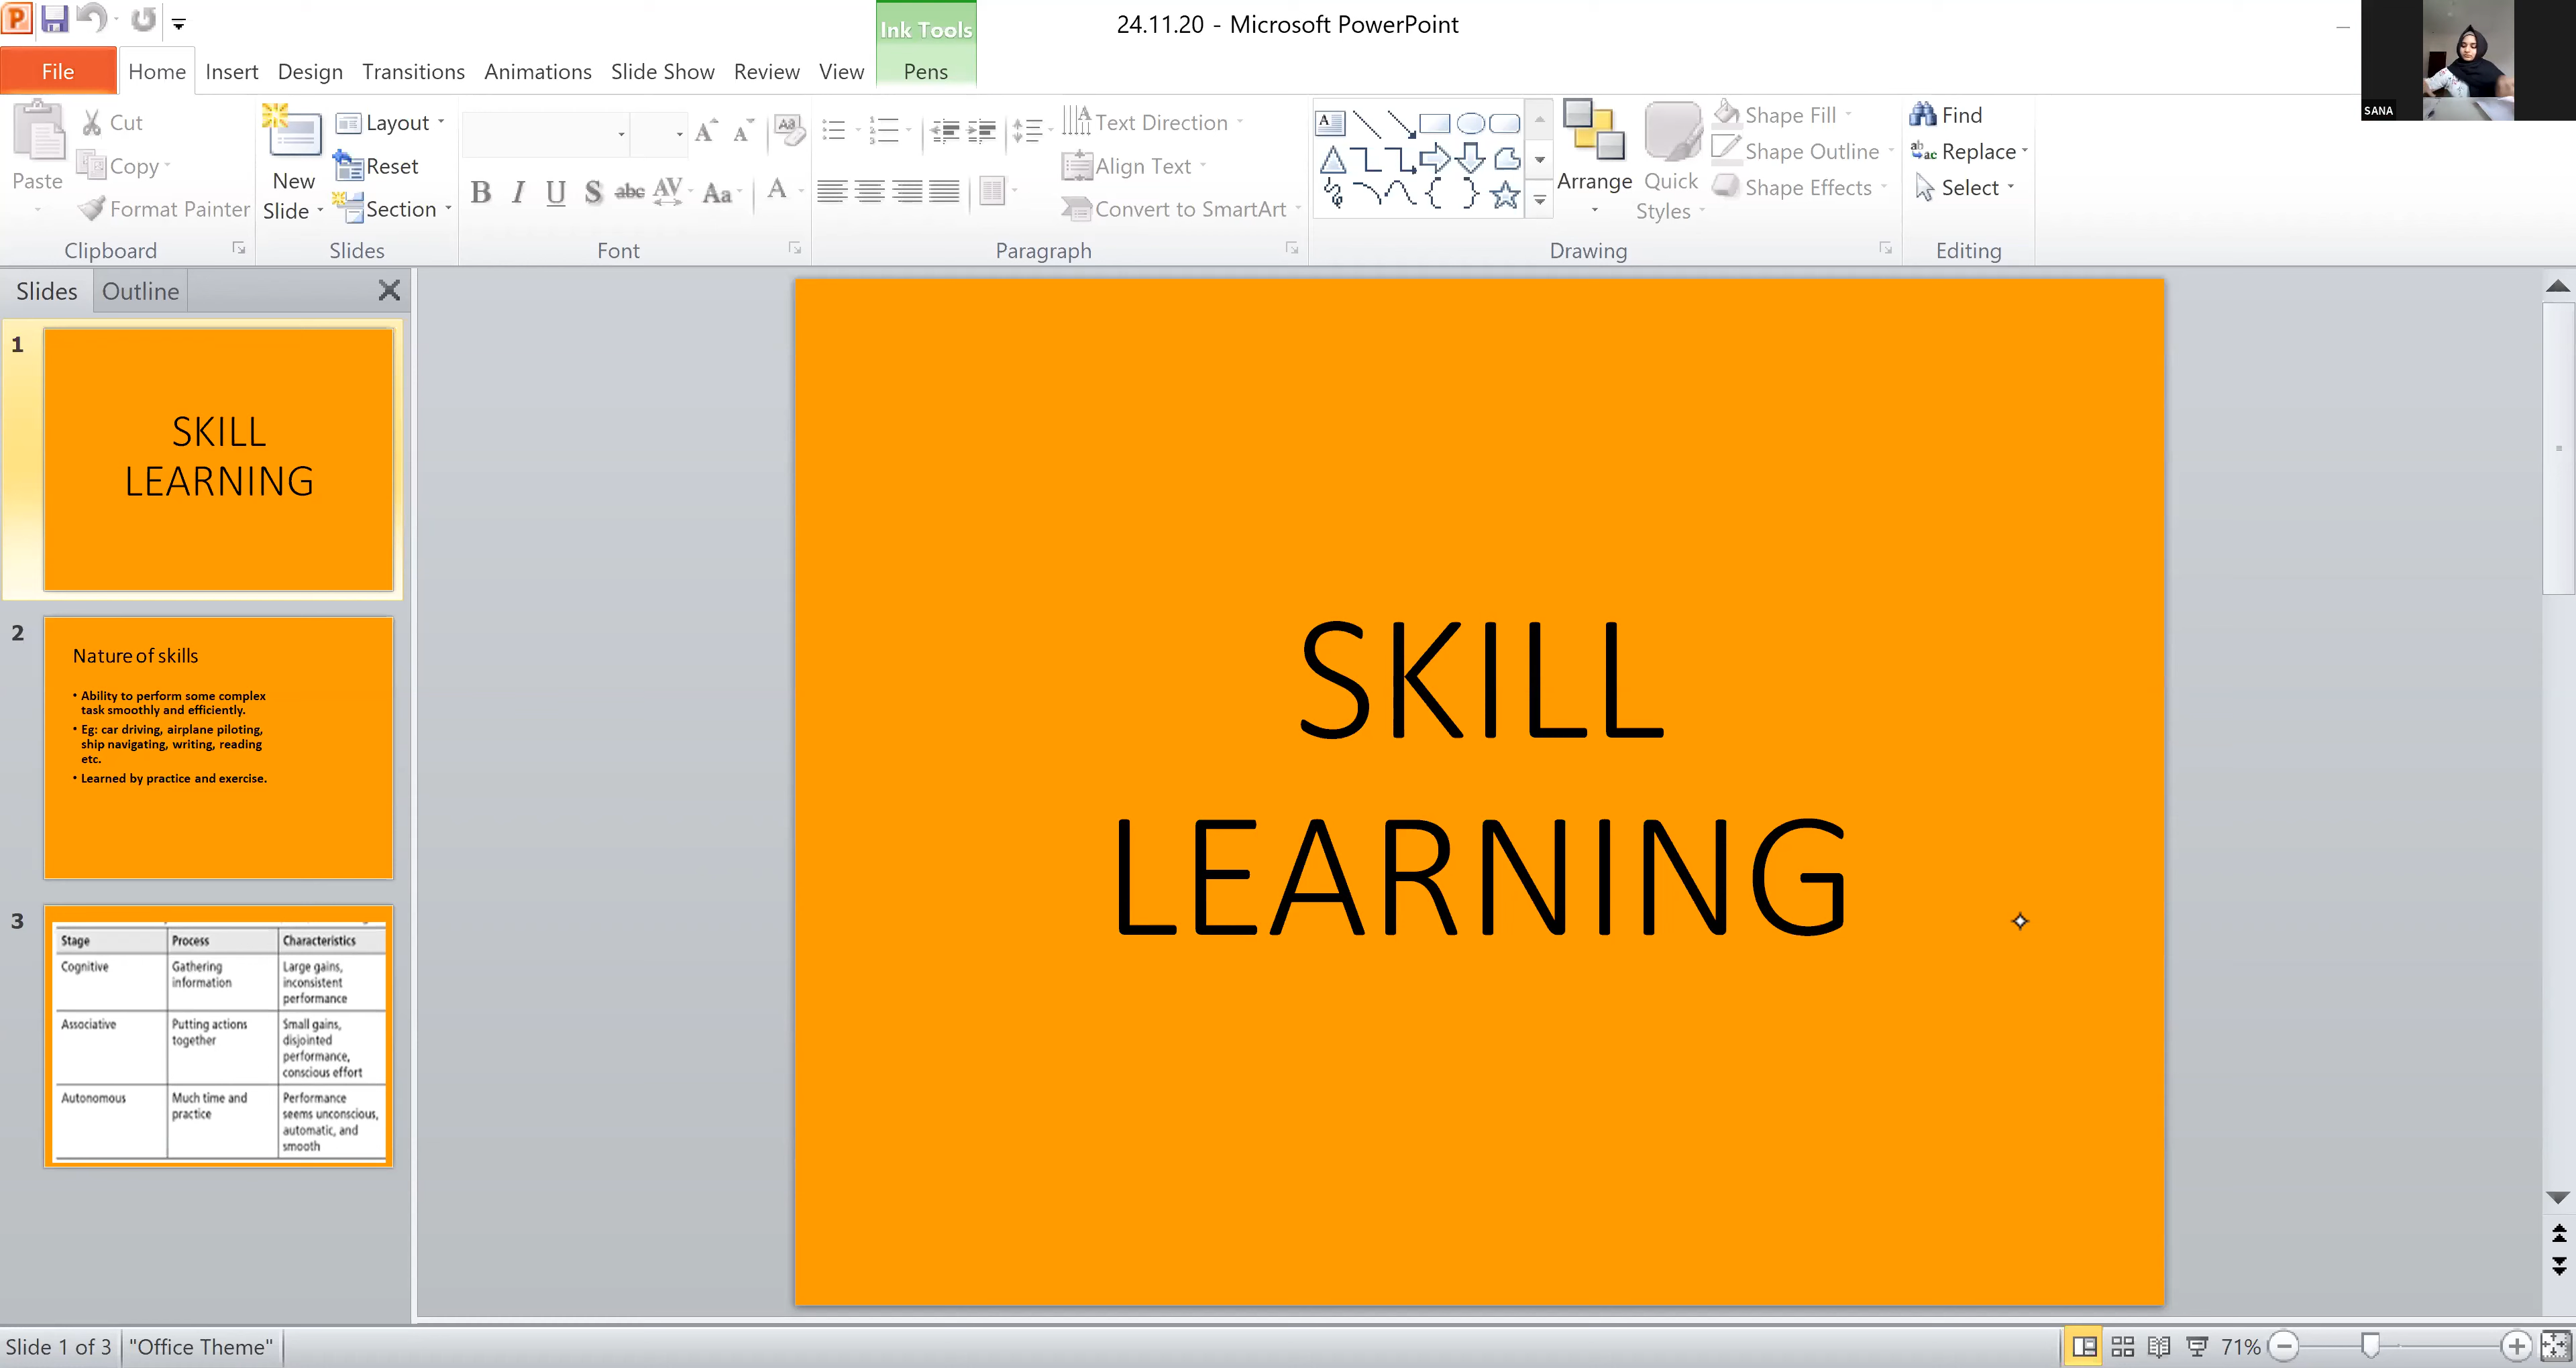 24.11.20 - Microsoft PowerPoint
Ink Tools
File Home Insert Design Transitions Animations Slide Show Review View Pens
SANA
Paste
Cut
Copy
Format Painter
Clipboard
New
Slide
Layout
Reset
Section
Slides
B I U S abc AV Aa A
Font
Text Direction
Align Text
Convert to SmartArt
Paragraph
Arrange
Quick
Styles
Shape Fill
Shape Outline
Shape Effects
Drawing
Find
Replace
Select
Editing
Slides Outline
1
SKILL
LEARNING
2
Nature of skills
• Ability to perform some complex
task smoothly and efficiently.
• Eg: car driving, airplane piloting,
ship navigating, writing, reading
etc.
• Learned by practice and exercise.
3
Stage Process Characteristics
Cognitive Gathering Large gains,
information inconsistent
performance
Associative Putting actions Small gains,
together disjointed
performance,
conscious effort
Autonomous Much time and Performance
practice seems unconscious,
automatic, and
smooth
SKILL
LEARNING
Slide 1 of 3 "Office Theme" 71%